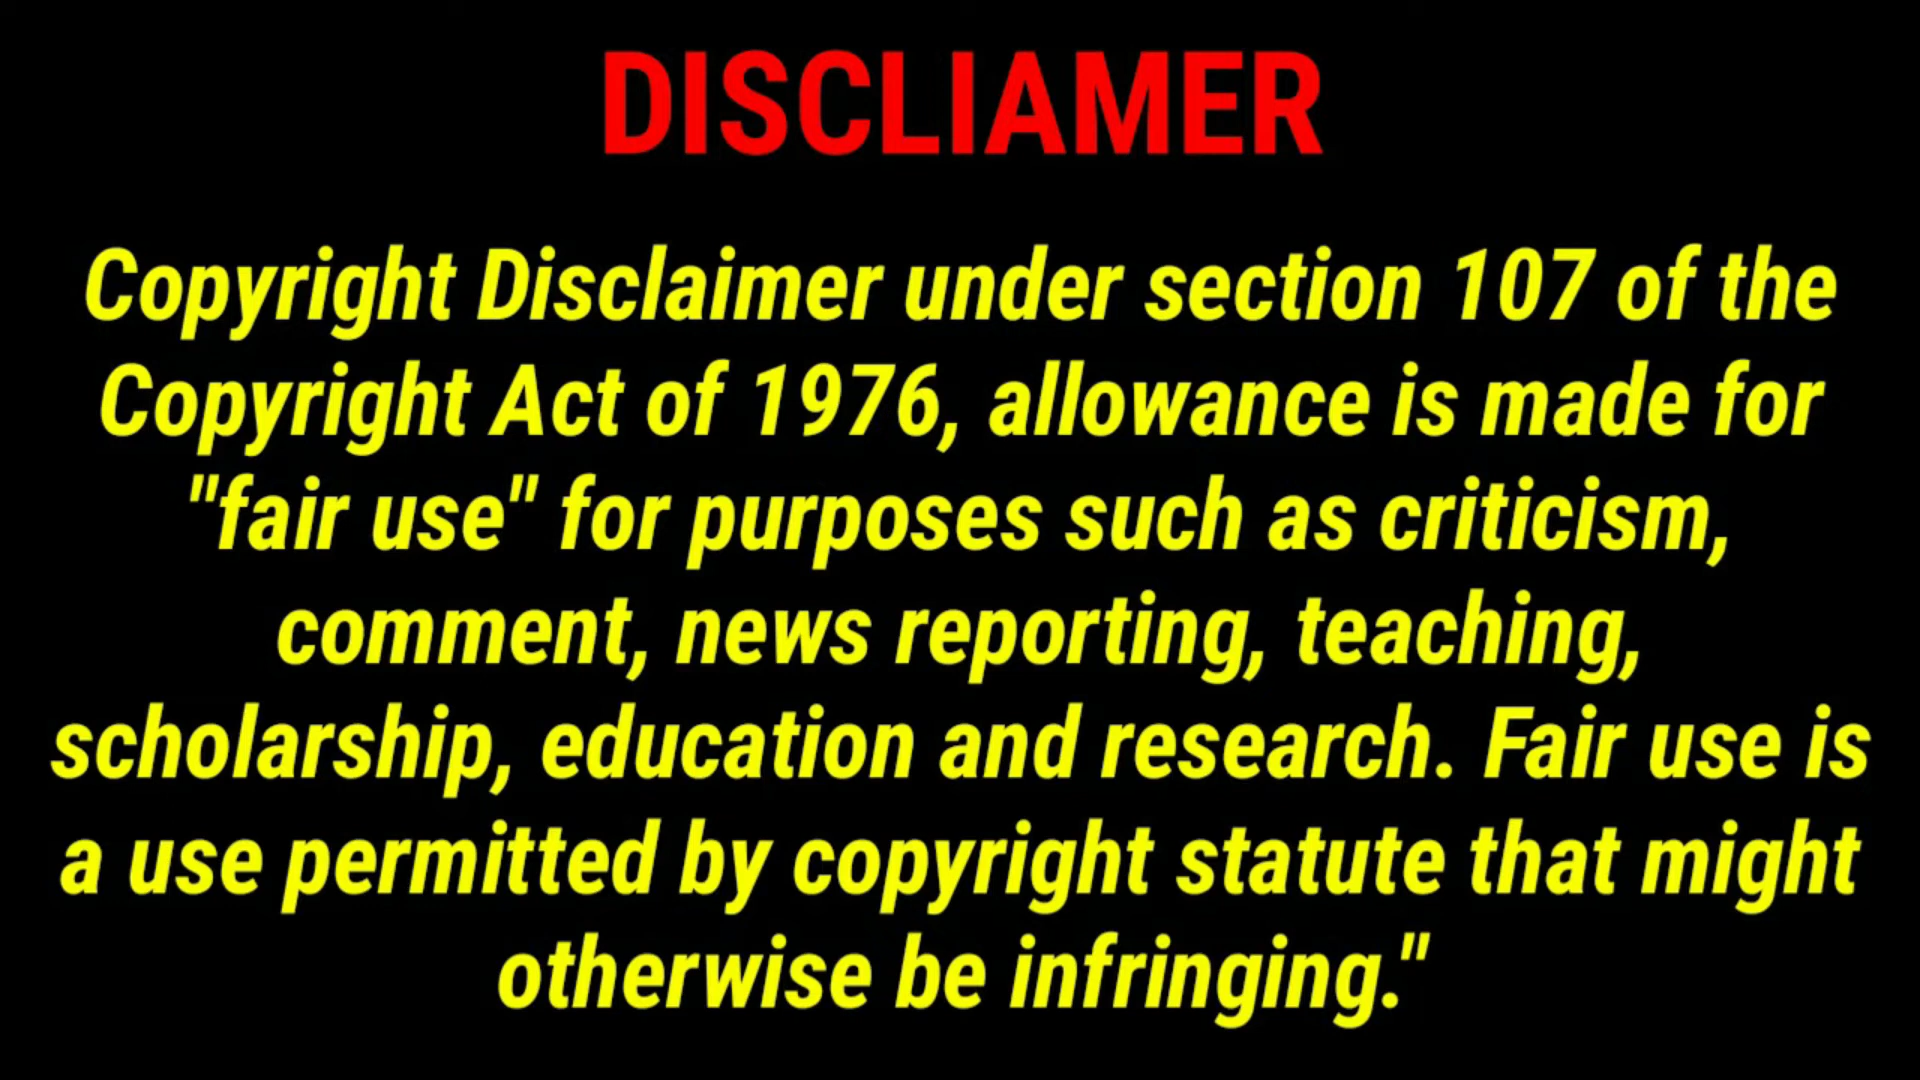 DISCLIAMER
Copyright Disclaimer under section 107 of the
Copyright Act of 1976, allowance is made for
"fair use" for purposes such as criticism,
comment, news reporting, teaching,
scholarship, education and research. Fair use is
a use permitted by copyright statute that might
otherwise be infringing."